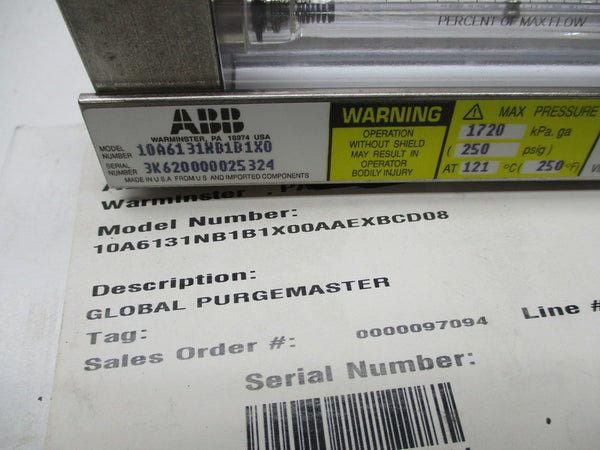 PERCENT OF MAX FLOW
ABB
WARMINSTER, PA 18974 USA
MODEL NUMBER 10A6131NB1B1X0
SERIAL NUMBER 3K620000025324
MADE IN U.S.A FROM U S AND IMPORTED COMPONENTS
WARNING
OPERATION
WITHOUT SHIELD
MAY RESULT IN
OPERATOR
BODILY INJURY
MAX PRESSURE
1720 kPa. ga
( 250 psig )
AT 121 °C ( 250 °F)
Warminster , PA
Model Number:
10A6131NB1B1X00AAEXBCD08
Description:
GLOBAL PURGEMASTER
Tag:
Sales Order #: 0000097094 Line #
Serial Number: